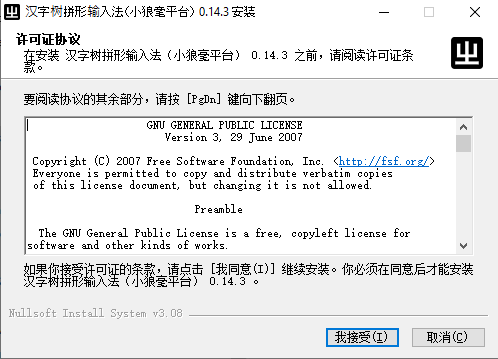 汉字树拼形输入法(小狼毫平台) 0.14.3 安装
许可证协议
在安装 汉字树拼形输入法（小狼毫平台） 0.14.3 之前，请阅读许可证条
款。
要阅读协议的其余部分，请按 [PgDn] 键向下翻页。
GNU GENERAL PUBLIC LICENSE
Version 3, 29 June 2007
Copyright (C) 2007 Free Software Foundation, Inc. <http://fsf.org/>
Everyone is permitted to copy and distribute verbatim copies
of this license document, but changing it is not allowed.
Preamble
The GNU General Public License is a free, copyleft license for
software and other kinds of works.
如果你接受许可证的条款，请点击 [我同意(I)] 继续安装。你必须在同意后才能安装
汉字树拼形输入法（小狼毫平台） 0.14.3 。
Nullsoft Install System v3.08
我接受(I)
取消(C)